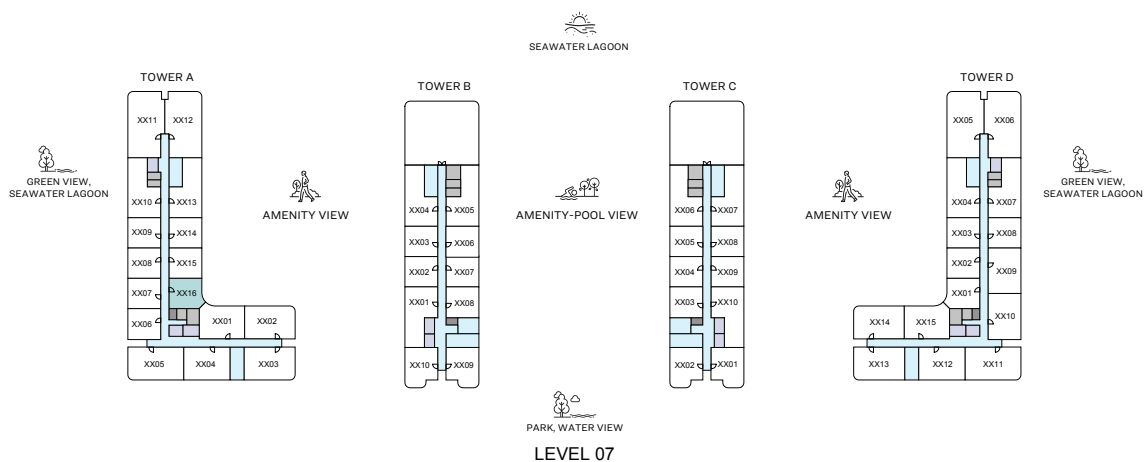 SEAWATER LAGOON
TOWER A
TOWER B
TOWER C
TOWER D
XX11 XX12
XX10 XX13
XX09 XX14
XX08 XX15
XX07 XX16
XX06 XX01 XX02
XX05 XX04 XX03
XX04 XX05
XX03 XX06
XX02 XX07
XX01 XX08
XX10 XX09
XX06 XX07
XX05 XX08
XX04 XX09
XX03 XX10
XX02 XX01
XX05 XX06
XX04 XX07
XX03 XX08
XX02 XX09
XX01
XX10
XX14 XX15
XX13 XX12 XX11
GREEN VIEW,
SEAWATER LAGOON
AMENITY VIEW
AMENITY-POOL VIEW
AMENITY VIEW
GREEN VIEW,
SEAWATER LAGOON
PARK, WATER VIEW
LEVEL 07